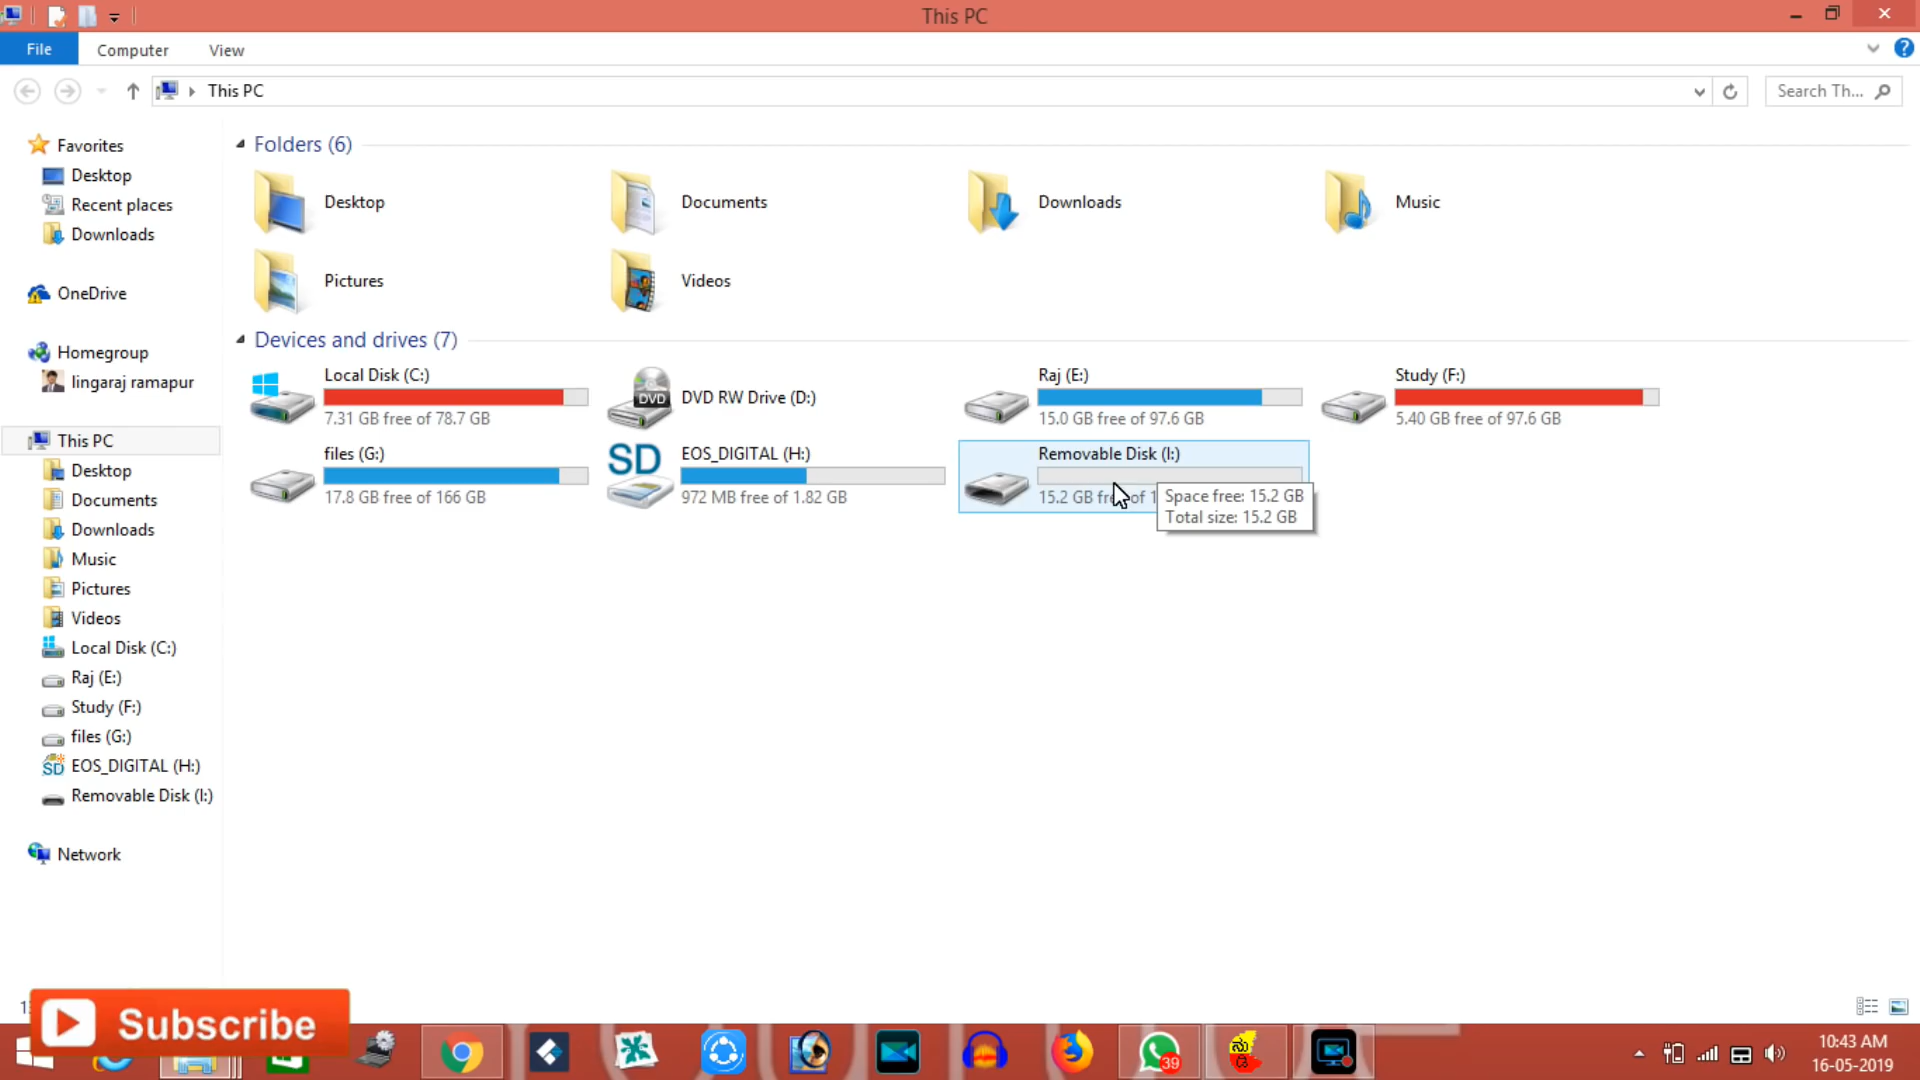 This PC
File
Computer
View
This PC
Search Th...
Favorites
Desktop
Recent places
Downloads
OneDrive
Homegroup
lingaraj ramapur
This PC
Desktop
Documents
Downloads
Music
Pictures
Videos
Local Disk (C:)
Raj (E:)
Study (F:)
files (G:)
EOS_DIGITAL (H:)
Removable Disk (I:)
Network
Folders (6)
Desktop
Documents
Downloads
Music
Pictures
Videos
Devices and drives (7)
Local Disk (C:)
7.31 GB free of 78.7 GB
DVD
DVD RW Drive (D:)
Raj (E:)
15.0 GB free of 97.6 GB
Study (F:)
5.40 GB free of 97.6 GB
files (G:)
17.8 GB free of 166 GB
SD
EOS_DIGITAL (H:)
972 MB free of 1.82 GB
Removable Disk (I:)
15.2 GB free of 1
Space free: 15.2 GB
Total size: 15.2 GB
Subscribe
39
10:43 AM
16-05-2019